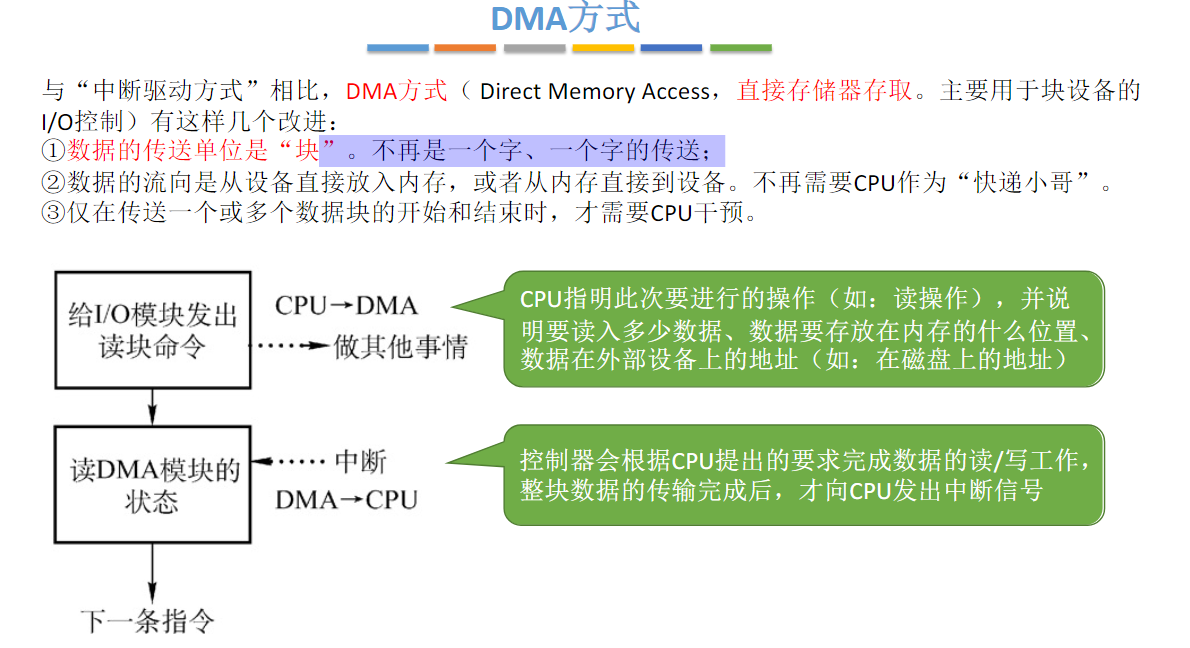 DMA方式
与“中断驱动方式”相比，DMA方式（ Direct Memory Access，直接存储器存取。主要用于块设备的
I/O控制）有这样几个改进：
①数据的传送单位是“块”。不再是一个字、一个字的传送；
②数据的流向是从设备直接放入内存，或者从内存直接到设备。不再需要CPU作为“快递小哥”。
③仅在传送一个或多个数据块的开始和结束时，才需要CPU干预。
给I/O模块发出
读块命令
CPU→DMA
做其他事情
CPU指明此次要进行的操作（如：读操作），并说
明要读入多少数据、数据要存放在内存的什么位置、
数据在外部设备上的地址（如：在磁盘上的地址）
读DMA模块的
状态
中断
DMA→CPU
控制器会根据CPU提出的要求完成数据的读/写工作，
整块数据的传输完成后，才向CPU发出中断信号
下一条指令